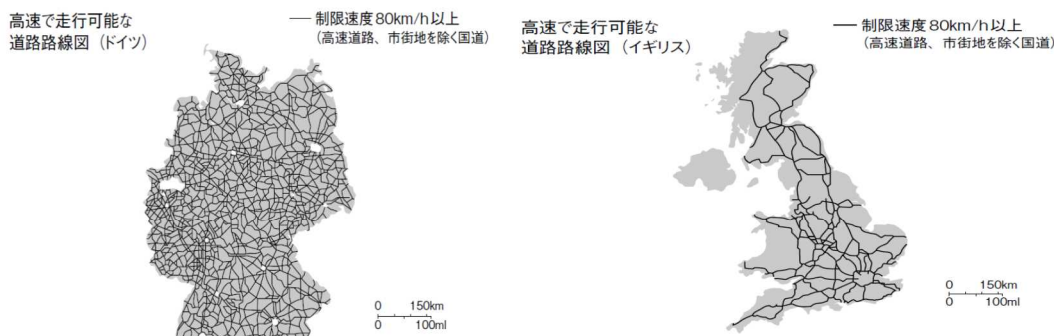 高速で走行可能な
道路路線図（ドイツ）
制限速度80km/h以上
（高速道路、市街地を除く国道）
0 150km
0 100ml
高速で走行可能な
道路路線図（イギリス）
制限速度80km/h以上
（高速道路、市街地を除く国道）
0 150km
0 100ml